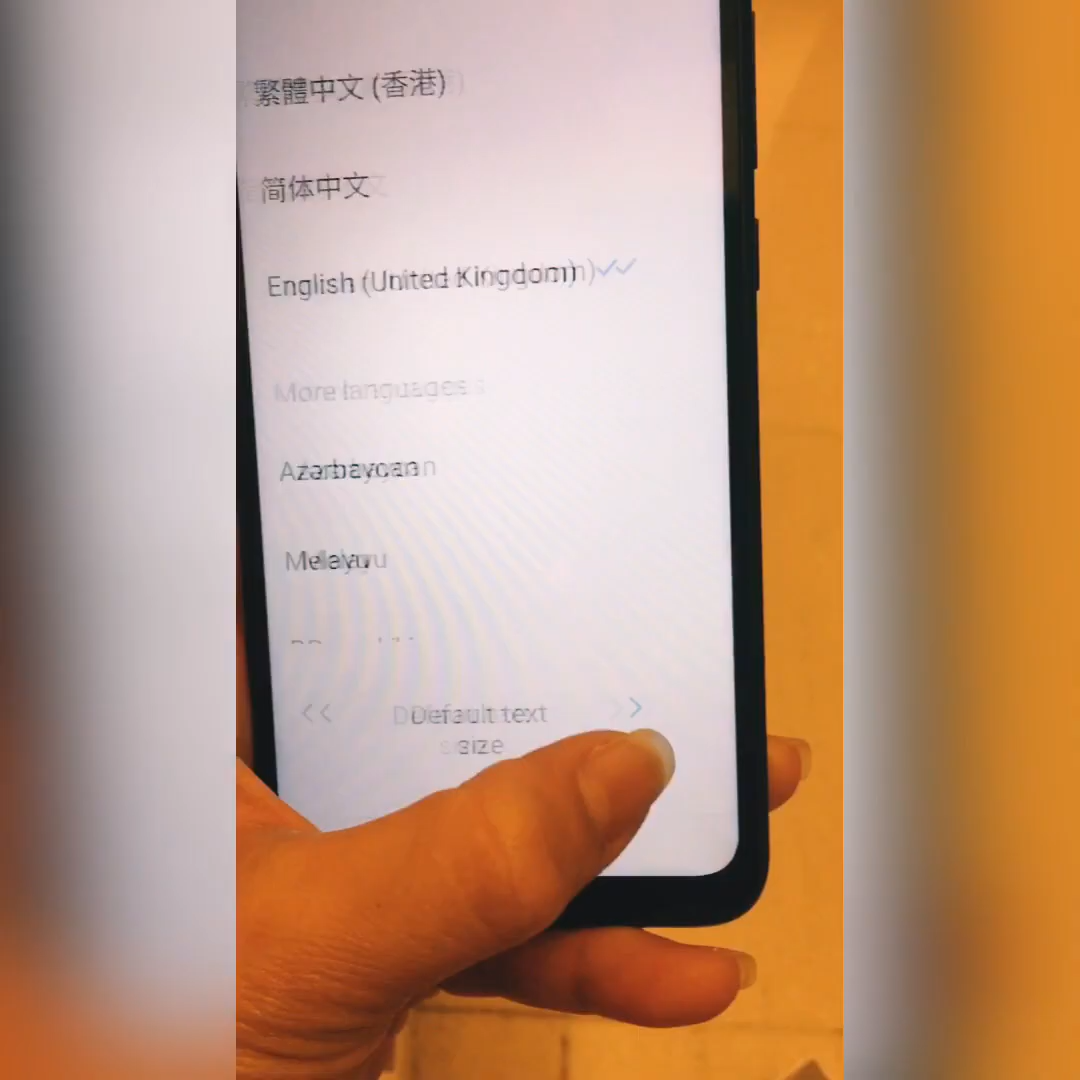 繁體中文 (香港)
简体中文
English (United Kingdom)
More languages
Azərbaycan
Melayu
Default text
size